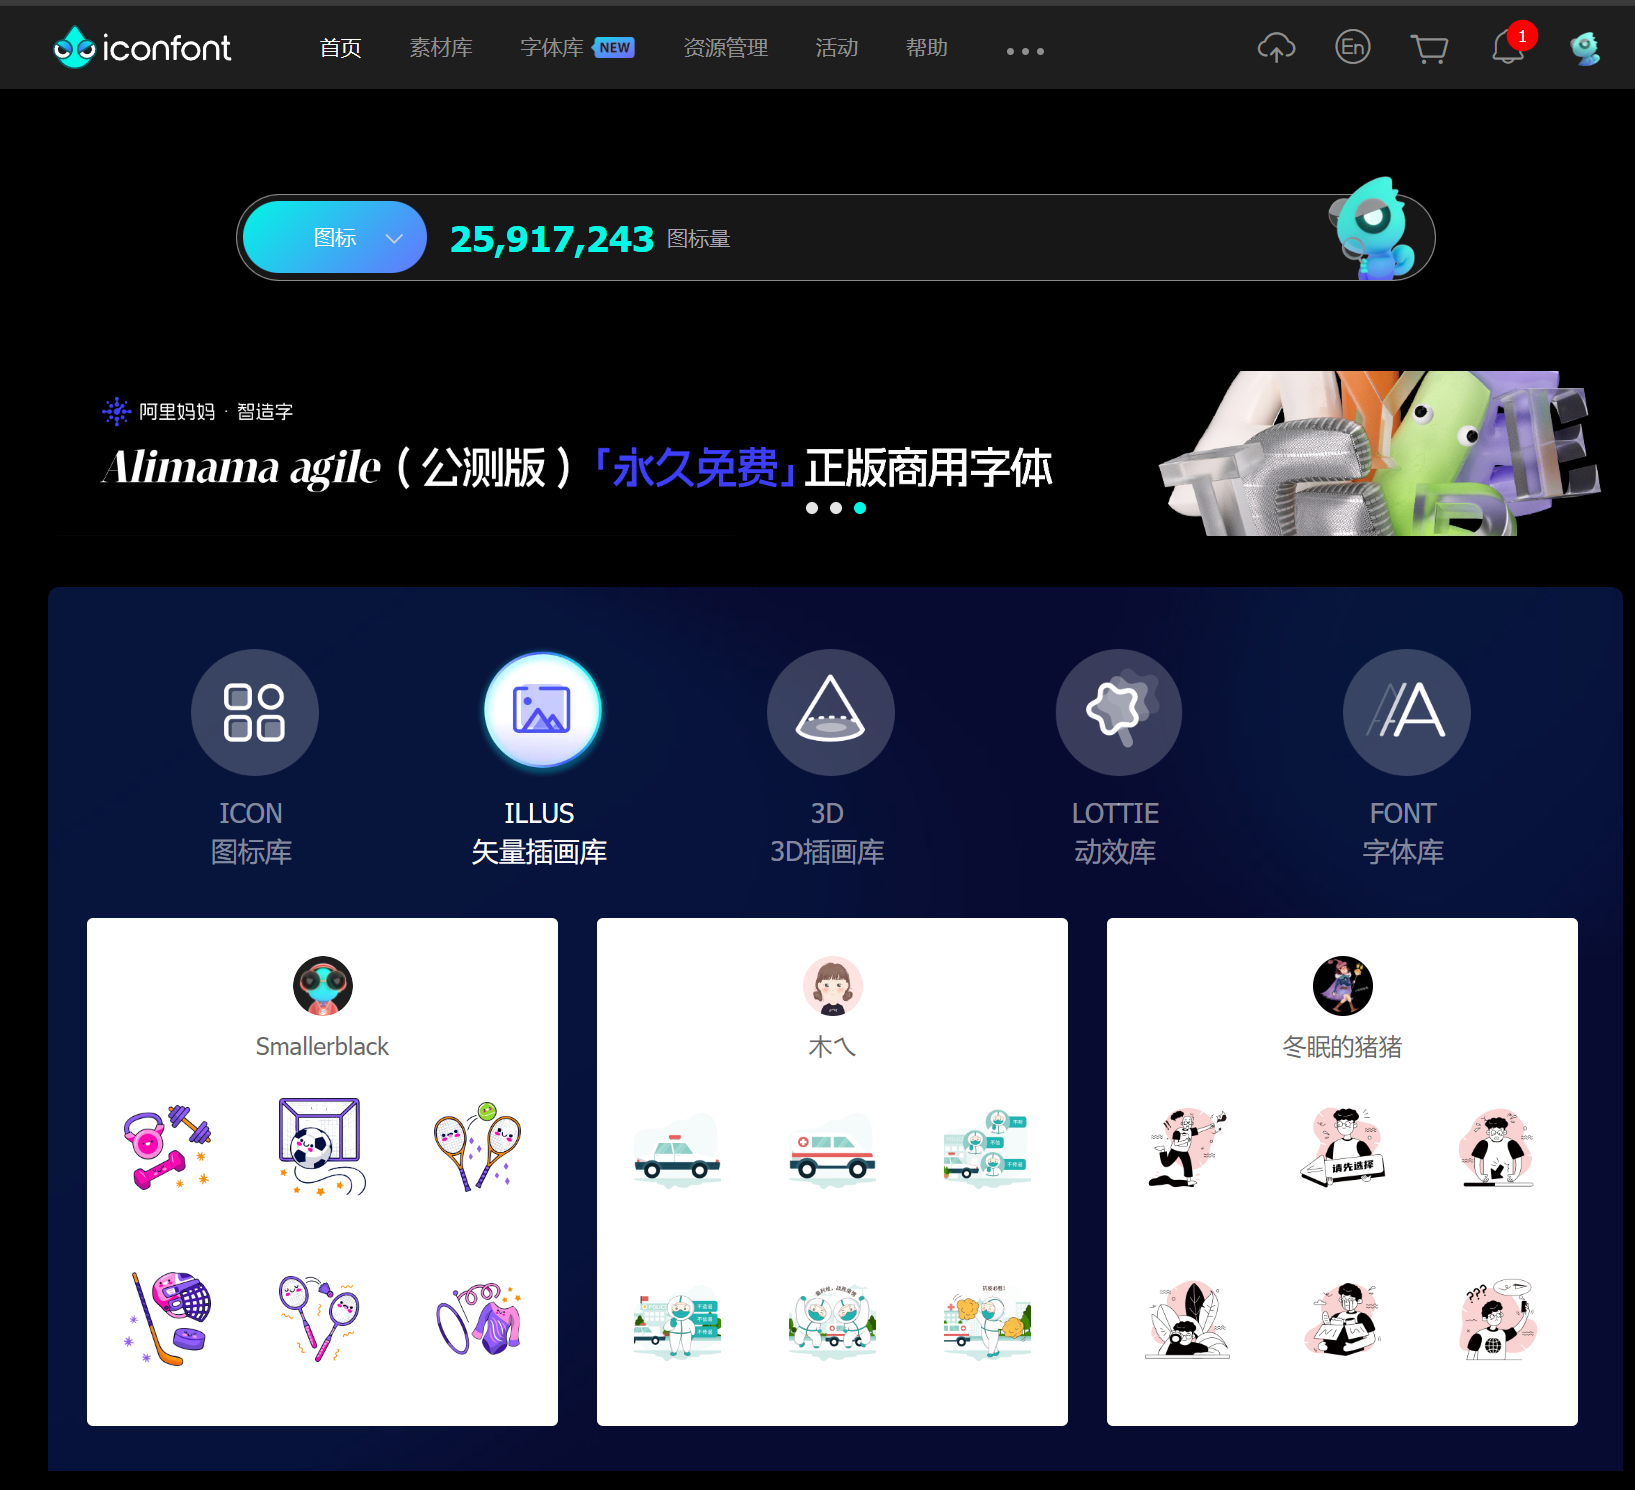 iconfont
首页
素材库
字体库 NEW
资源管理
活动
帮助
En
1
图标
25,917,243 图标量
阿里妈妈 · 智造字
Alimama agile（公测版）「永久免费」正版商用字体
ICON
图标库
ILLUS
矢量插画库
3D
3D插画库
LOTTIE
动效库
FONT
字体库
Smallerblack
木乀
冬眠的猪猪
请先选择
???